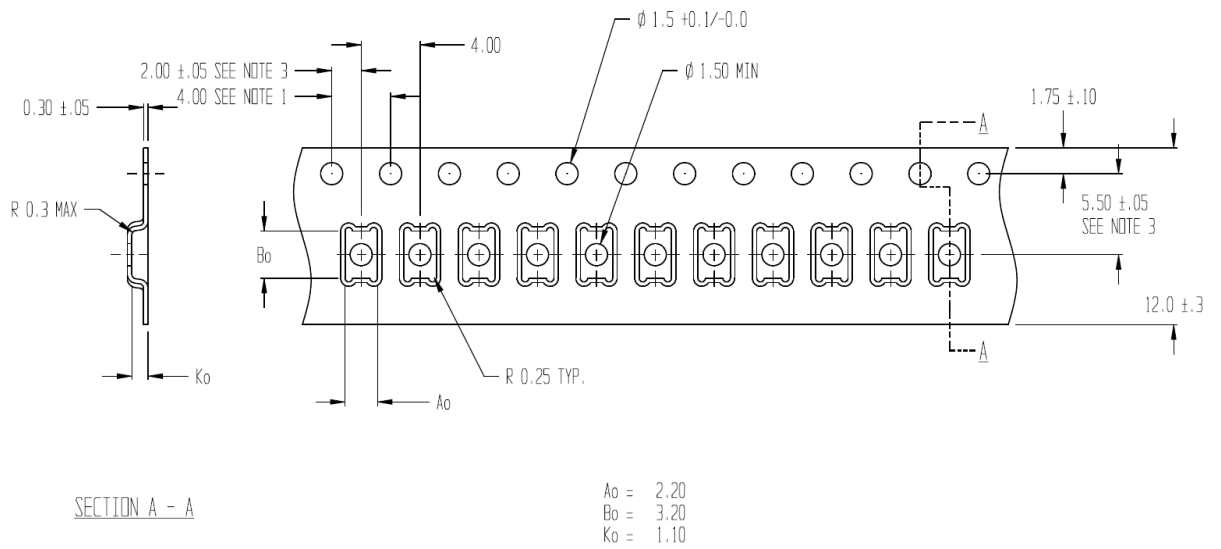 ⌀ 1.5 +0.1/-0.0
4.00
2.00 ±.05 SEE NOTE 3
⌀ 1.50 MIN
4.00 SEE NOTE 1
0.30 ±.05
1.75 ±.10
A
R 0.3 MAX
5.50 ±.05
SEE NOTE 3
Bo
12.0 ±.3
A
R 0.25 TYP.
Ko
Ao
SECTION A - A
Ao = 2.20
Bo = 3.20
Ko = 1.10